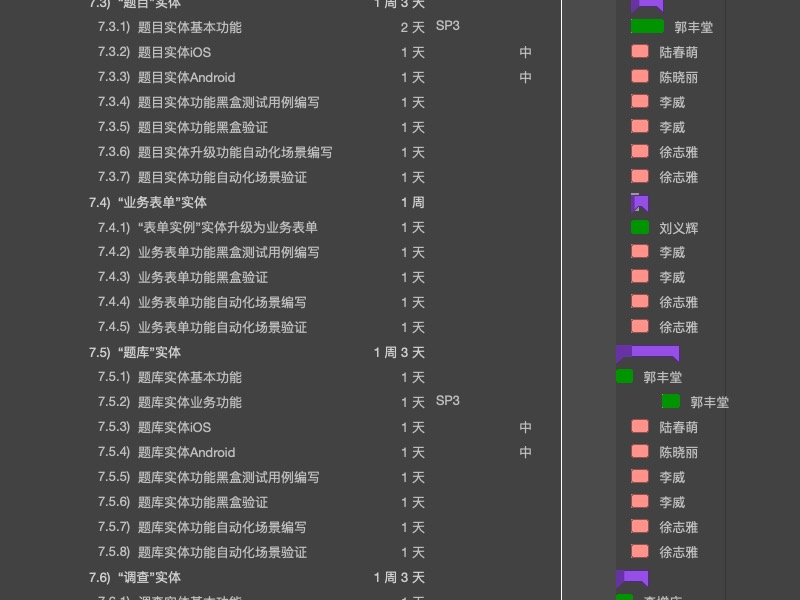 7.3) “题目”实体 1 周 3 天
7.3.1) 题目实体基本功能 2 天 SP3 郭丰堂
7.3.2) 题目实体iOS 1 天 中 陆春萌
7.3.3) 题目实体Android 1 天 中 陈晓丽
7.3.4) 题目实体功能黑盒测试用例编写 1 天 李威
7.3.5) 题目实体功能黑盒验证 1 天 李威
7.3.6) 题目实体升级功能自动化场景编写 1 天 徐志雅
7.3.7) 题目实体功能自动化场景验证 1 天 徐志雅
7.4) “业务表单”实体 1 周
7.4.1) “表单实例”实体升级为业务表单 1 天 刘义辉
7.4.2) 业务表单功能黑盒测试用例编写 1 天 李威
7.4.3) 业务表单功能黑盒验证 1 天 李威
7.4.4) 业务表单功能自动化场景编写 1 天 徐志雅
7.4.5) 业务表单功能自动化场景验证 1 天 徐志雅
7.5) “题库”实体 1 周 3 天
7.5.1) 题库实体基本功能 1 天 郭丰堂
7.5.2) 题库实体业务功能 1 天 SP3 郭丰堂
7.5.3) 题库实体iOS 1 天 中 陆春萌
7.5.4) 题库实体Android 1 天 中 陈晓丽
7.5.5) 题库实体功能黑盒测试用例编写 1 天 李威
7.5.6) 题库实体功能黑盒验证 1 天 李威
7.5.7) 题库实体功能自动化场景编写 1 天 徐志雅
7.5.8) 题库实体功能自动化场景验证 1 天 徐志雅
7.6) “调查”实体 1 周 3 天